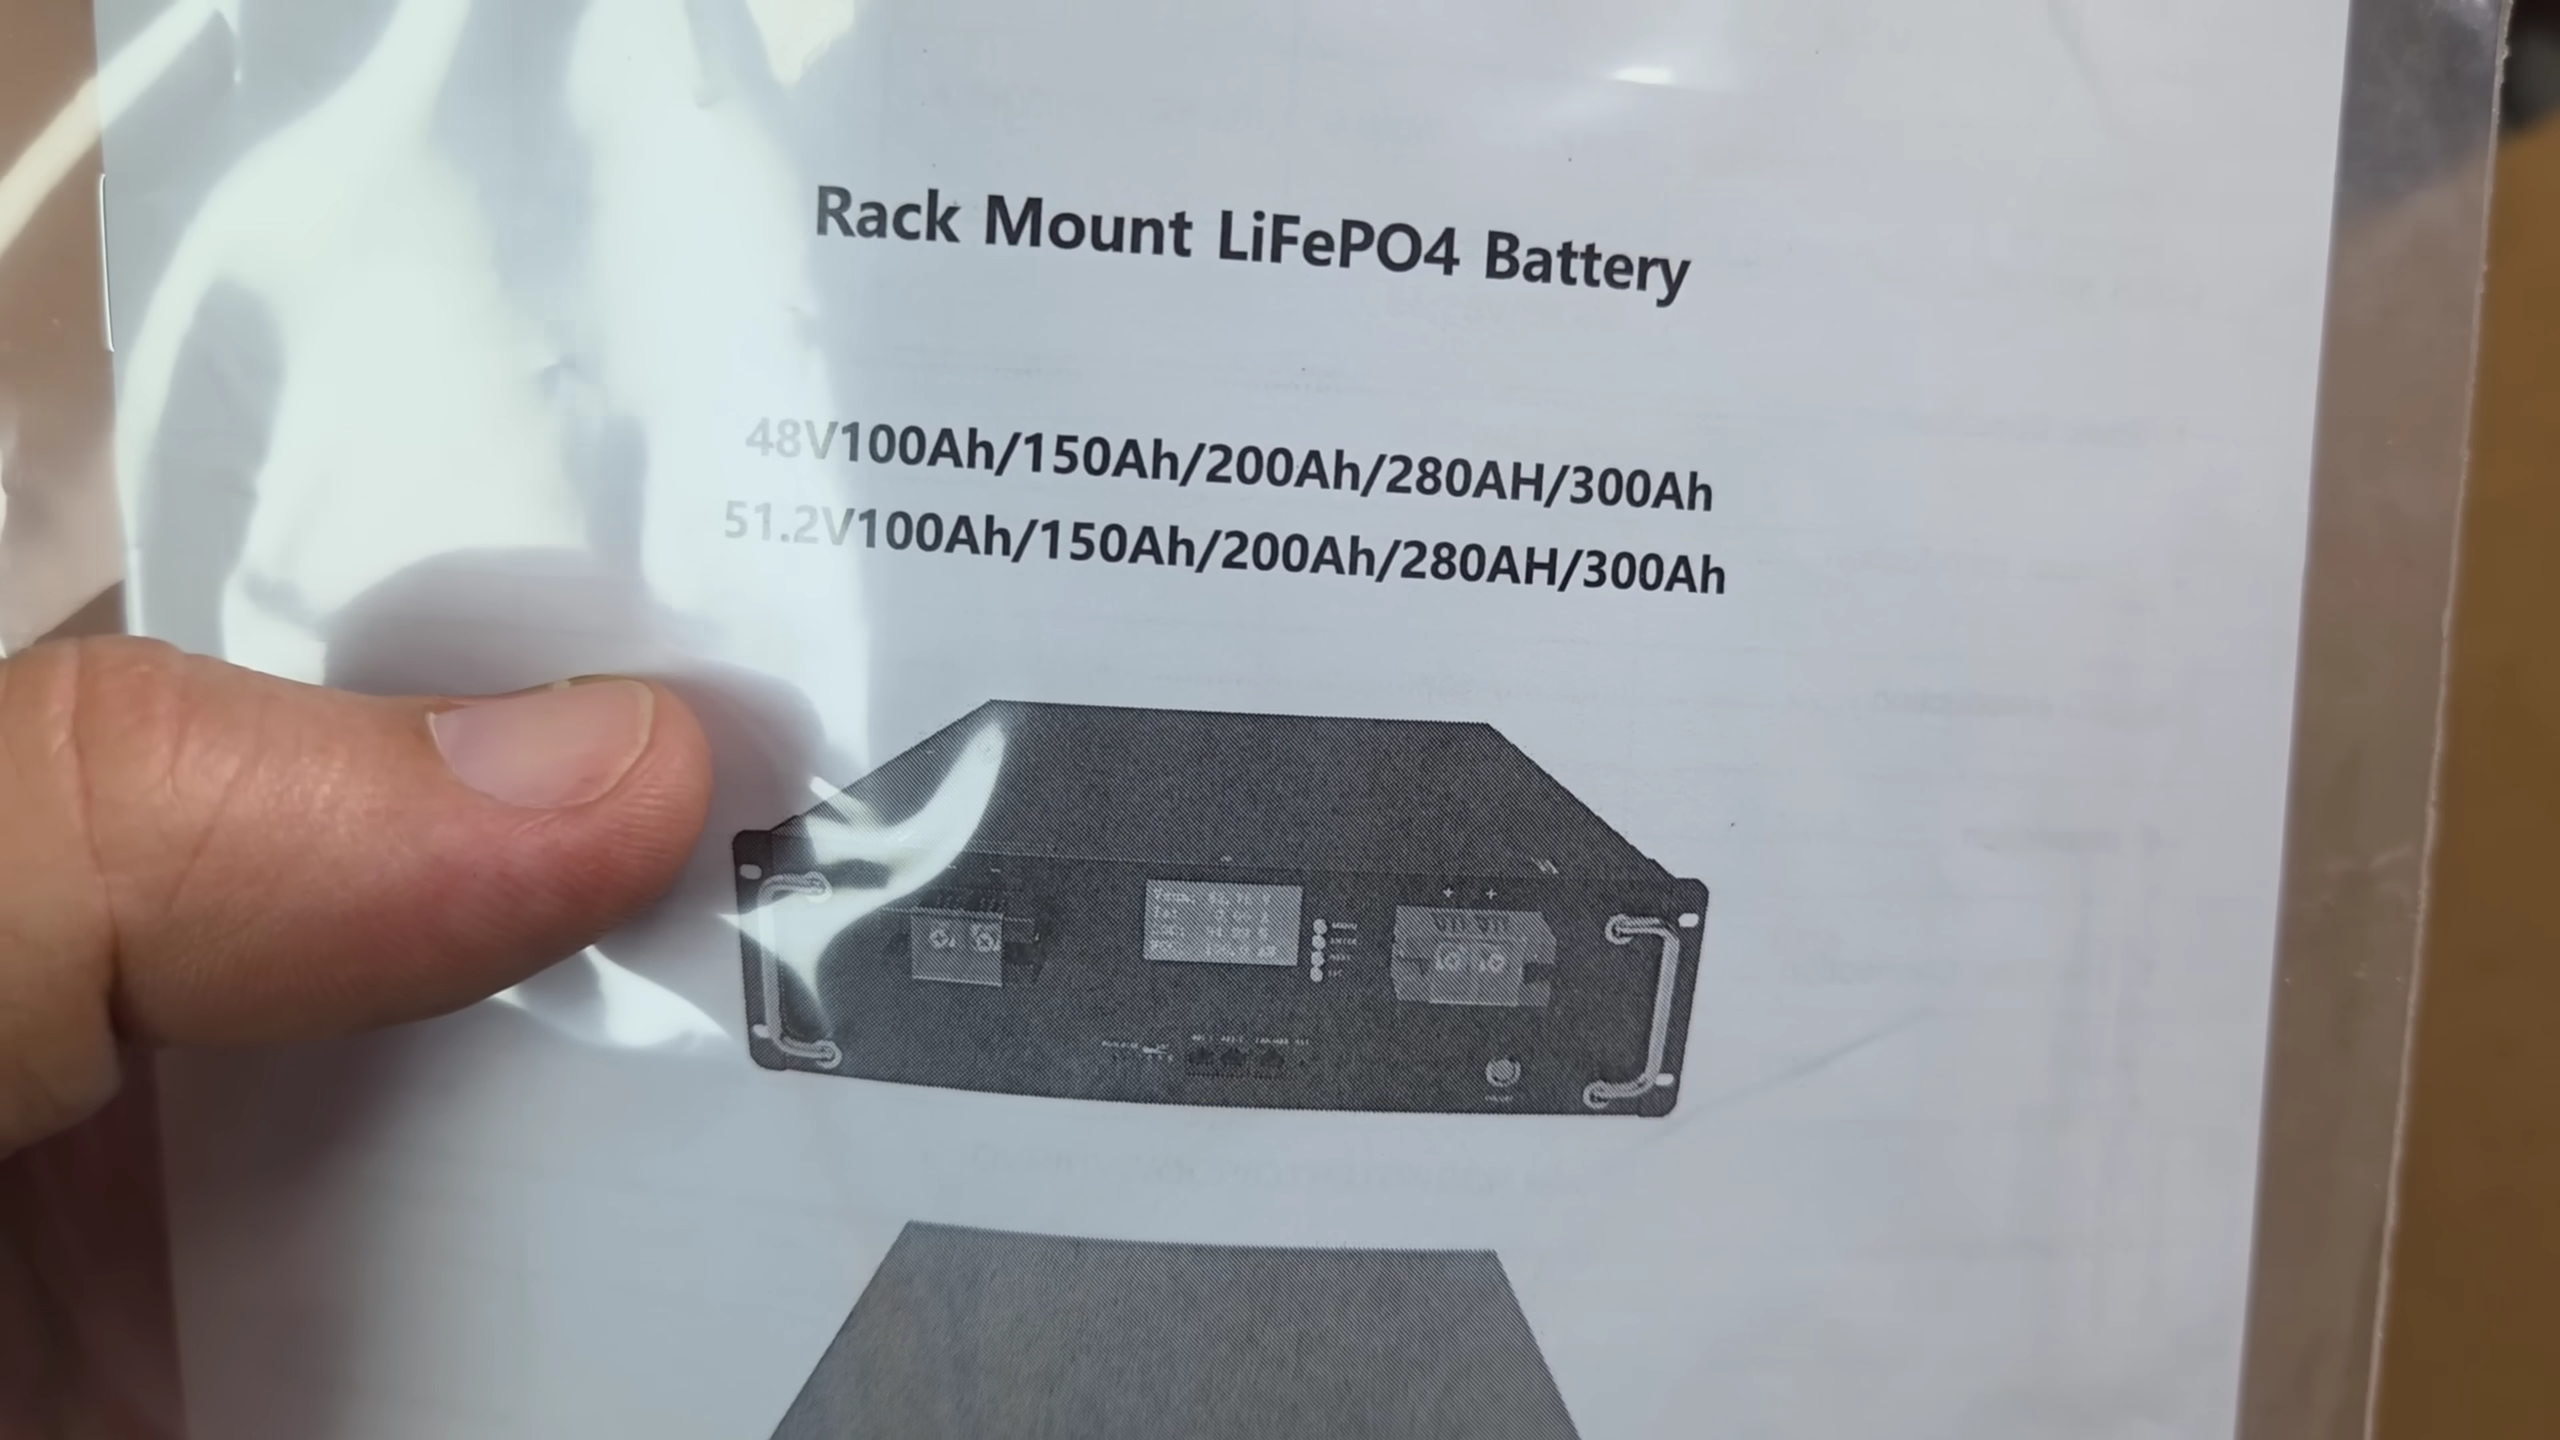 Rack Mount LiFePO4 Battery
48V100Ah/150Ah/200Ah/280AH/300Ah
51.2V100Ah/150Ah/200Ah/280AH/300Ah